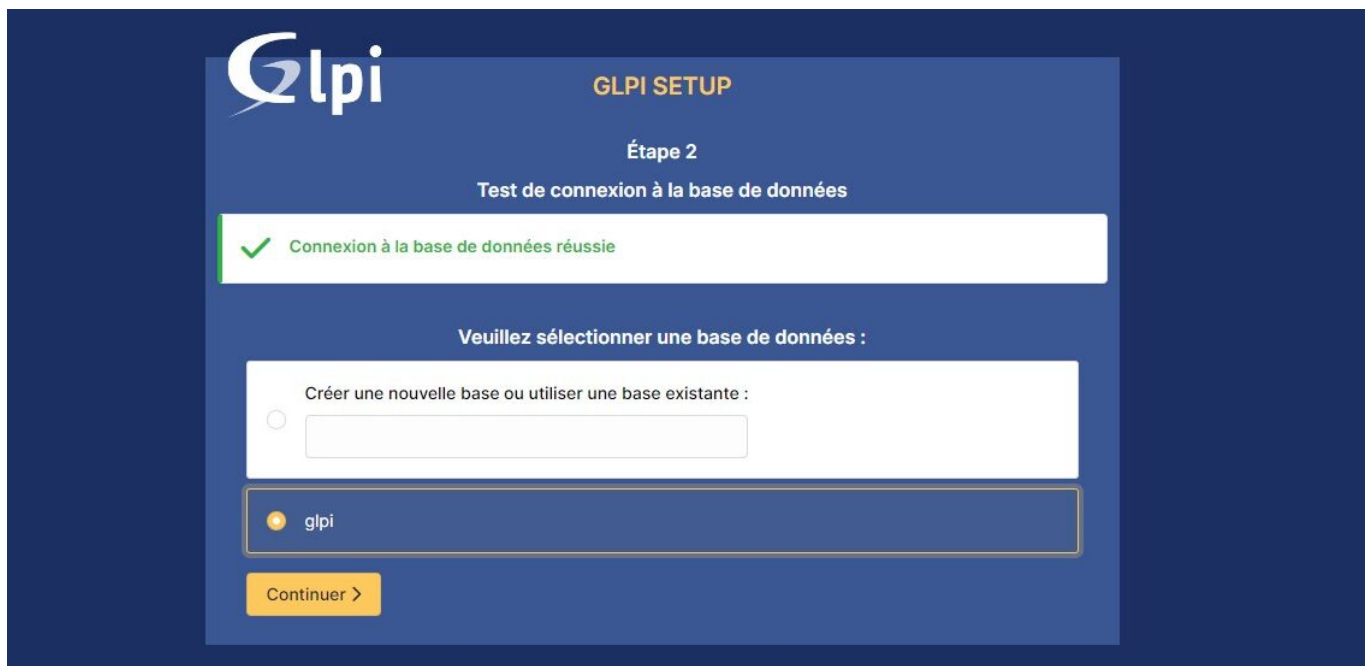 Glpi
GLPI SETUP
Étape 2
Test de connexion à la base de données
Connexion à la base de données réussie
Veuillez sélectionner une base de données :
Créer une nouvelle base ou utiliser une base existante :
glpi
Continuer >